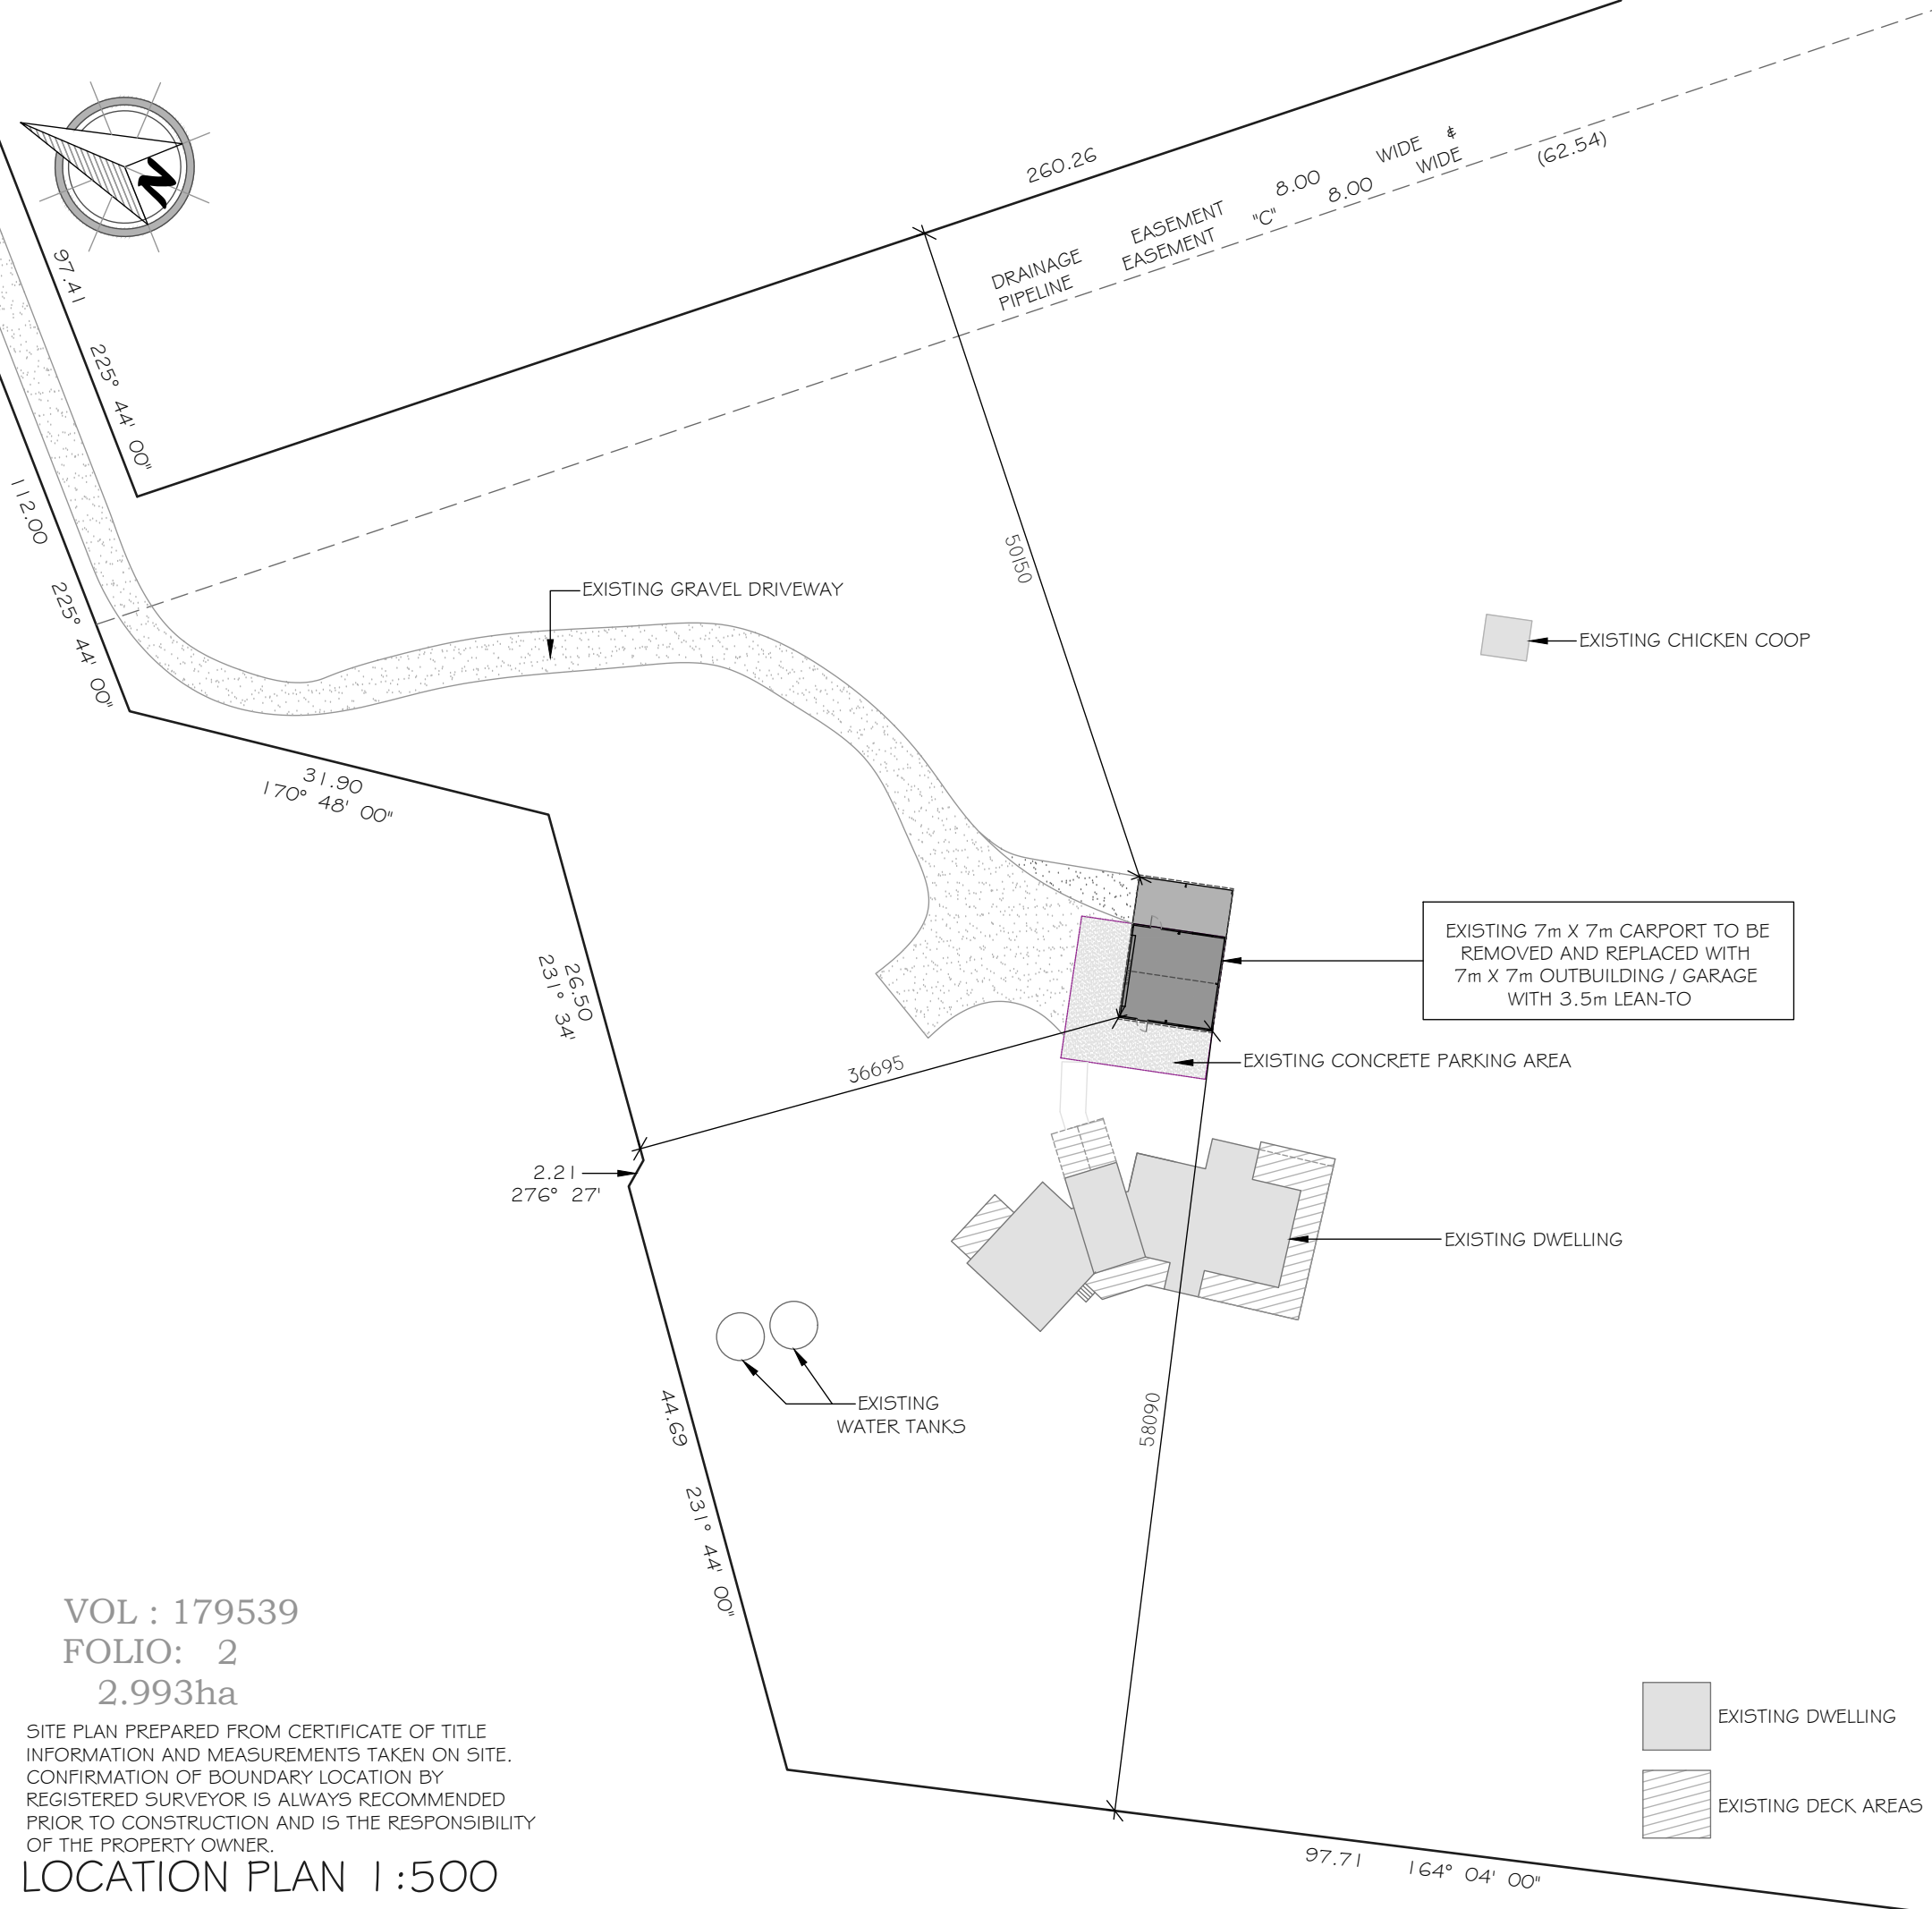 N
260.26
DRAINAGE EASEMENT 8.00 WIDE &
PIPELINE EASEMENT "C" 8.00 WIDE
(62.54)
97.41 225° 44' 00"
112.00 225° 44' 00"
50150
EXISTING GRAVEL DRIVEWAY
EXISTING CHICKEN COOP
31.90
170° 48' 00"
EXISTING 7m X 7m CARPORT TO BE
REMOVED AND REPLACED WITH
7m X 7m OUTBUILDING / GARAGE
WITH 3.5m LEAN-TO
26.50
231° 34'
36695
EXISTING CONCRETE PARKING AREA
2.21
276° 27'
EXISTING DWELLING
EXISTING
WATER TANKS
44.69 231° 44' 00"
58090
VOL : 179539
FOLIO: 2
2.993ha
SITE PLAN PREPARED FROM CERTIFICATE OF TITLE
INFORMATION AND MEASUREMENTS TAKEN ON SITE.
CONFIRMATION OF BOUNDARY LOCATION BY
REGISTERED SURVEYOR IS ALWAYS RECOMMENDED
PRIOR TO CONSTRUCTION AND IS THE RESPONSIBILITY
OF THE PROPERTY OWNER.
LOCATION PLAN 1:500
EXISTING DWELLING
EXISTING DECK AREAS
97.71 164° 04' 00"